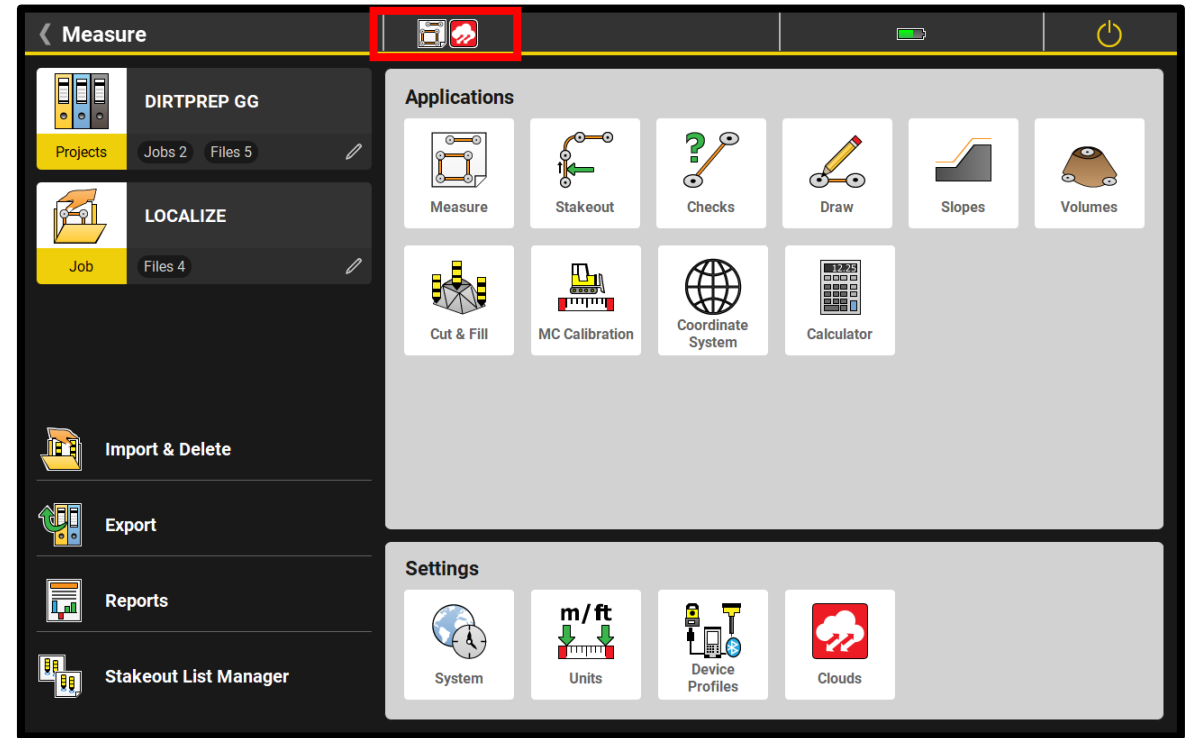 Measure
DIRTPREP GG
Projects
Jobs 2
Files 5
LOCALIZE
Job
Files 4
Import & Delete
Export
Reports
Stakeout List Manager
Applications
Measure
Stakeout
?
Checks
Draw
Slopes
Volumes
Cut & Fill
MC Calibration
Coordinate
System
12.25
Calculator
Settings
System
m/ft
Units
Device
Profiles
Clouds